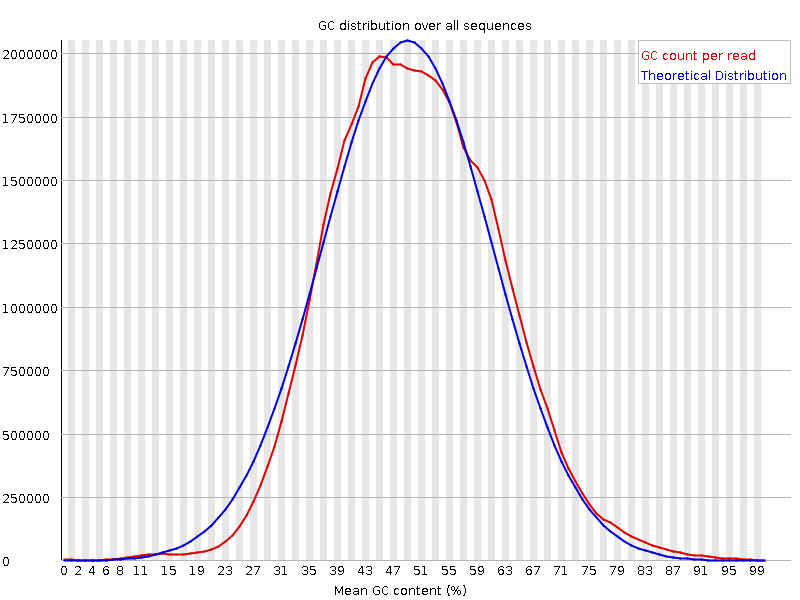 GC distribution over all sequences
GC count per read
Theoretical Distribution
2000000
1750000
1500000
1250000
1000000
750000
500000
250000
0
0 2 4 6 8 11 15 19 23 27 31 35 39 43 47 51 55 59 63 67 71 75 79 83 87 91 95 99
Mean GC content (%)